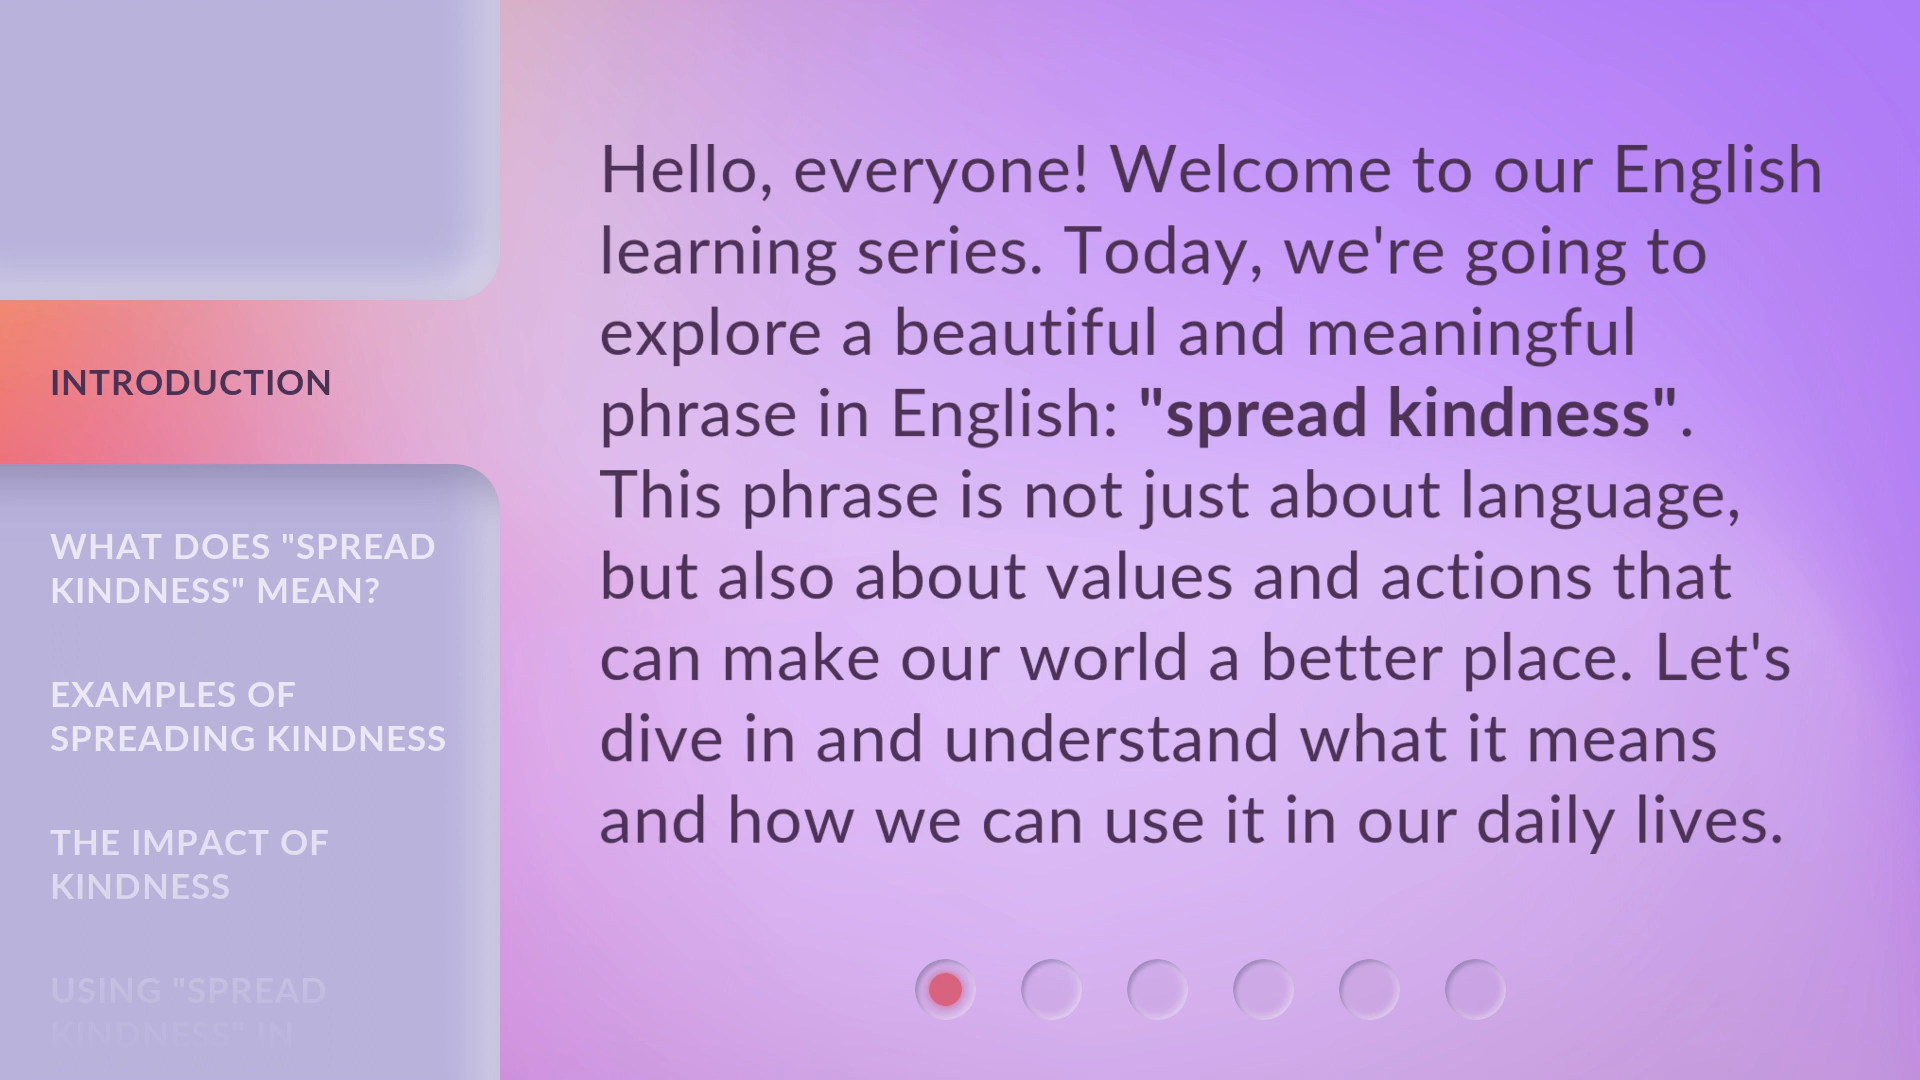 INTRODUCTION
WHAT DOES "SPREAD
KINDNESS" MEAN?
EXAMPLES OF
SPREADING KINDNESS
THE IMPACT OF
KINDNESS
USING "SPREAD
KINDNESS" IN
Hello, everyone! Welcome to our English
learning series. Today, we're going to
explore a beautiful and meaningful
phrase in English: "spread kindness".
This phrase is not just about language,
but also about values and actions that
can make our world a better place. Let's
dive in and understand what it means
and how we can use it in our daily lives.